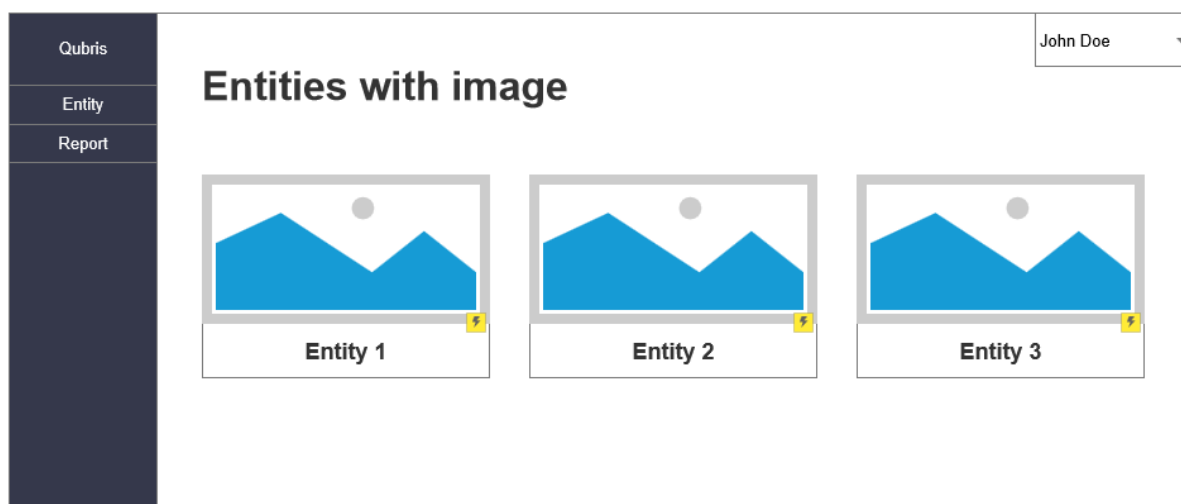 Qubris
Entity
Report
John Doe
Entities with image
Entity 1
Entity 2
Entity 3